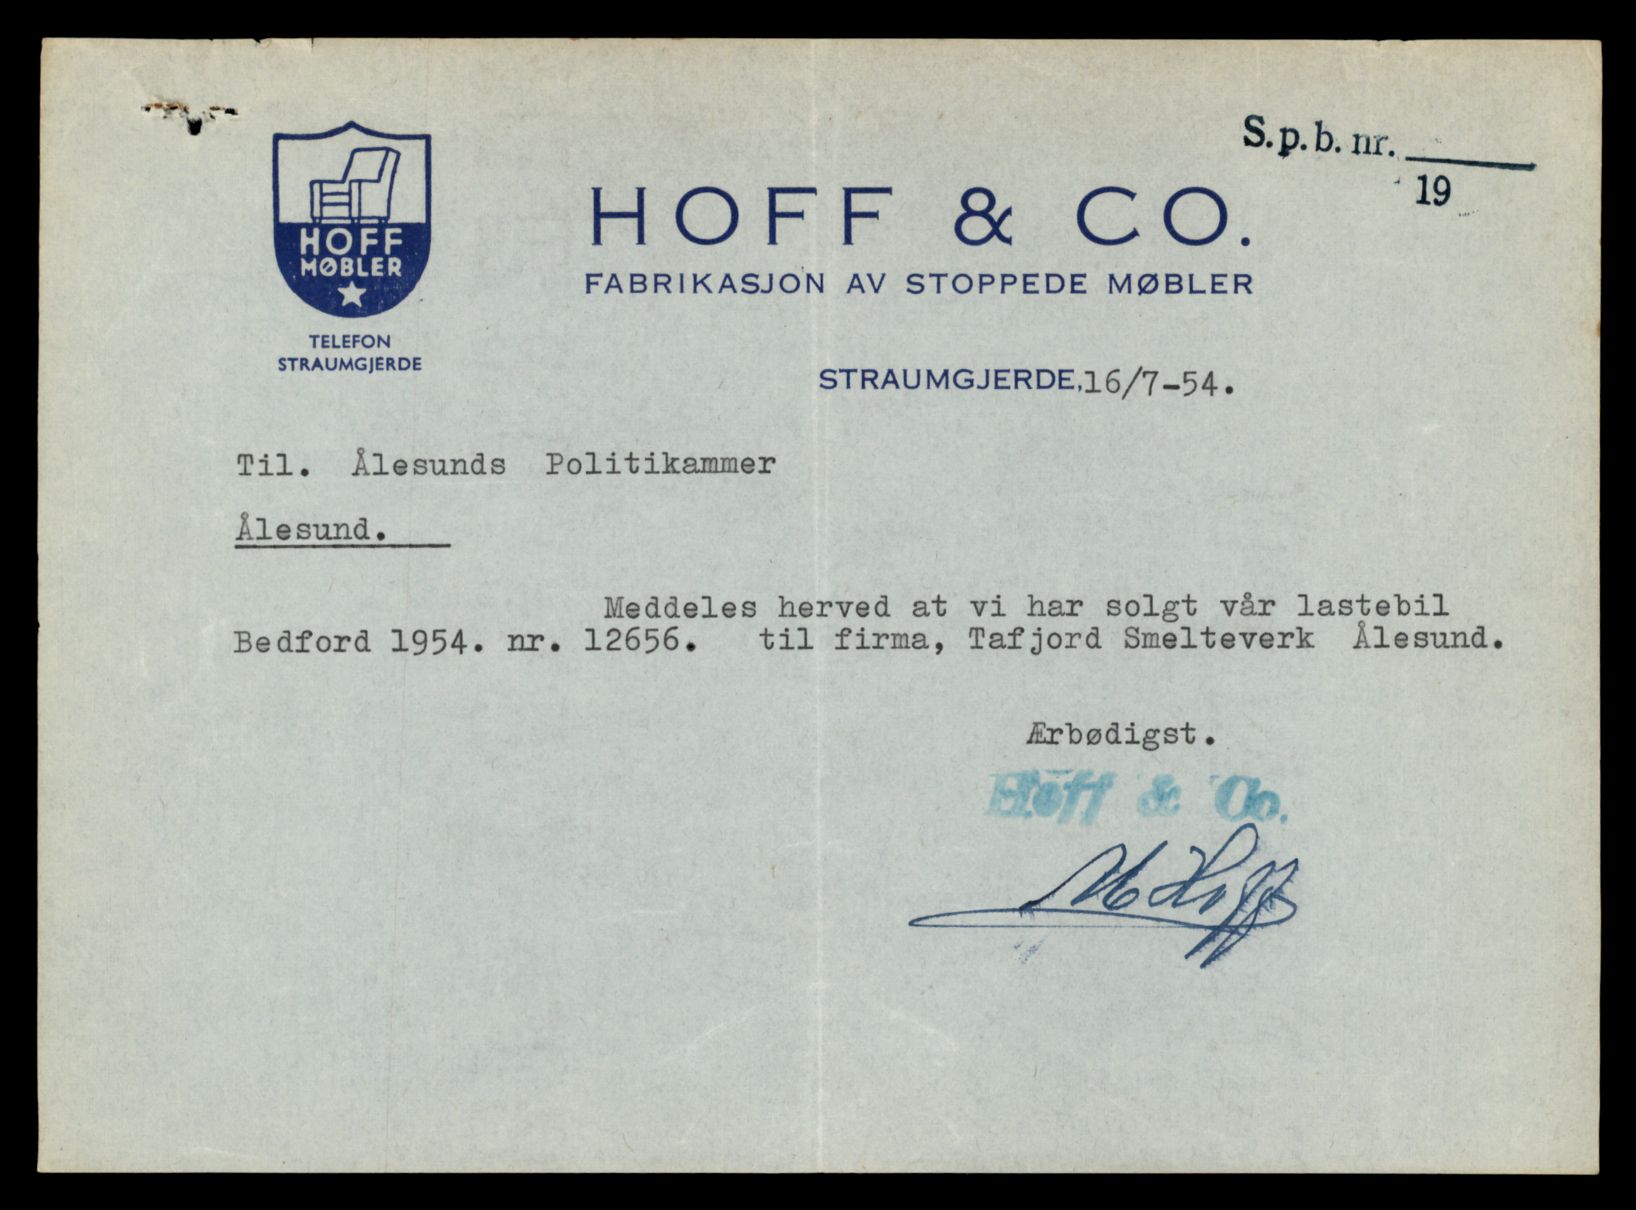 S.p.b. nr.
19
HOFF
MØBLER
TELEFON
STRAUMGJERDE
HOFF & CO.
FABRIKASJON AV STOPPEDE MØBLER
STRAUMGJERDE, 16/7-54.
Til. Ålesunds Politikammer
Ålesund.
Meddeles herved at vi har solgt vår lastebil
Bedford 1954. nr. 12656. til firma, Tafjord Smelteverk Ålesund.
Ærbødigst.
Hoff & Co.
Hoff